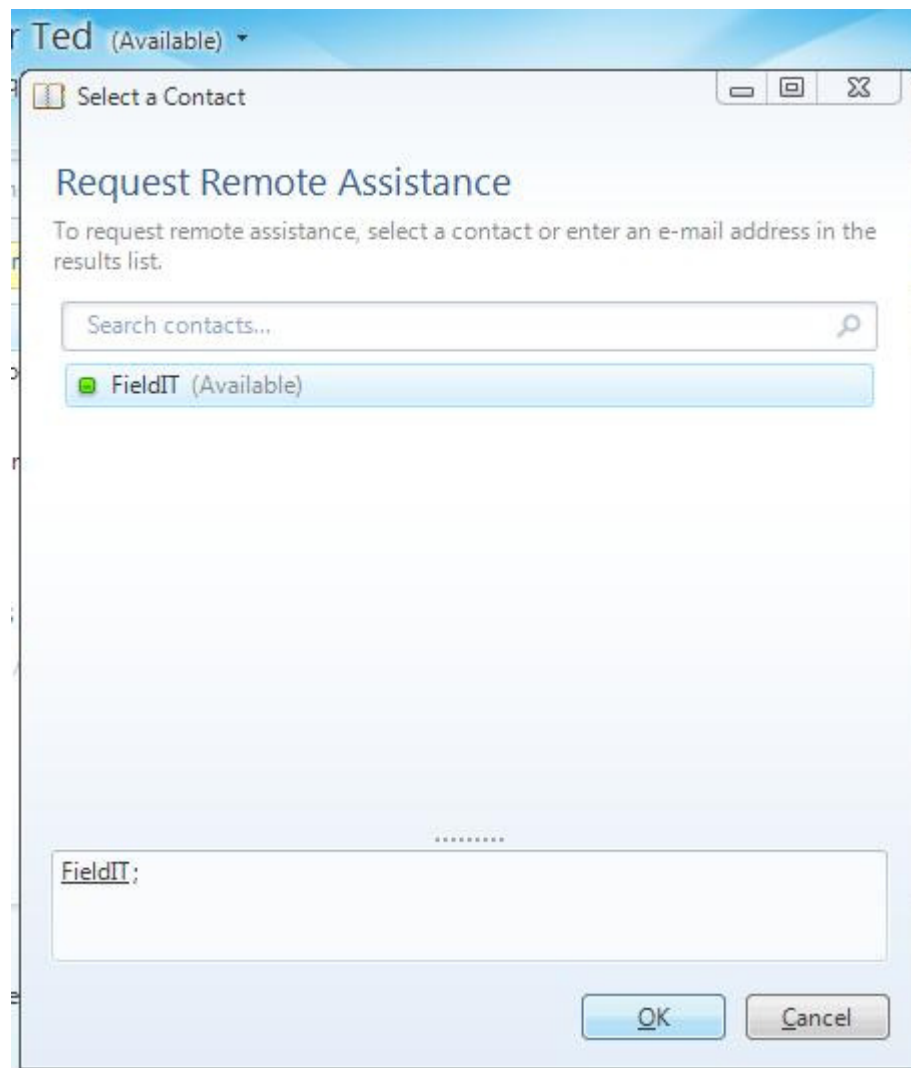 Ted (Available)
Select a Contact
Request Remote Assistance
To request remote assistance, select a contact or enter an e-mail address in the
results list.
Search contacts...
FieldIT (Available)
FieldIT;
OK Cancel